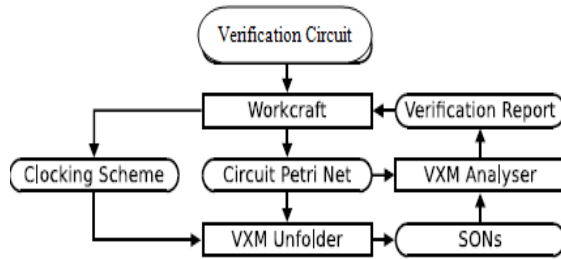 Verification Circuit
Workcraft
Verification Report
Clocking Scheme
Circuit Petri Net
VXM Analyser
VXM Unfolder
SONs